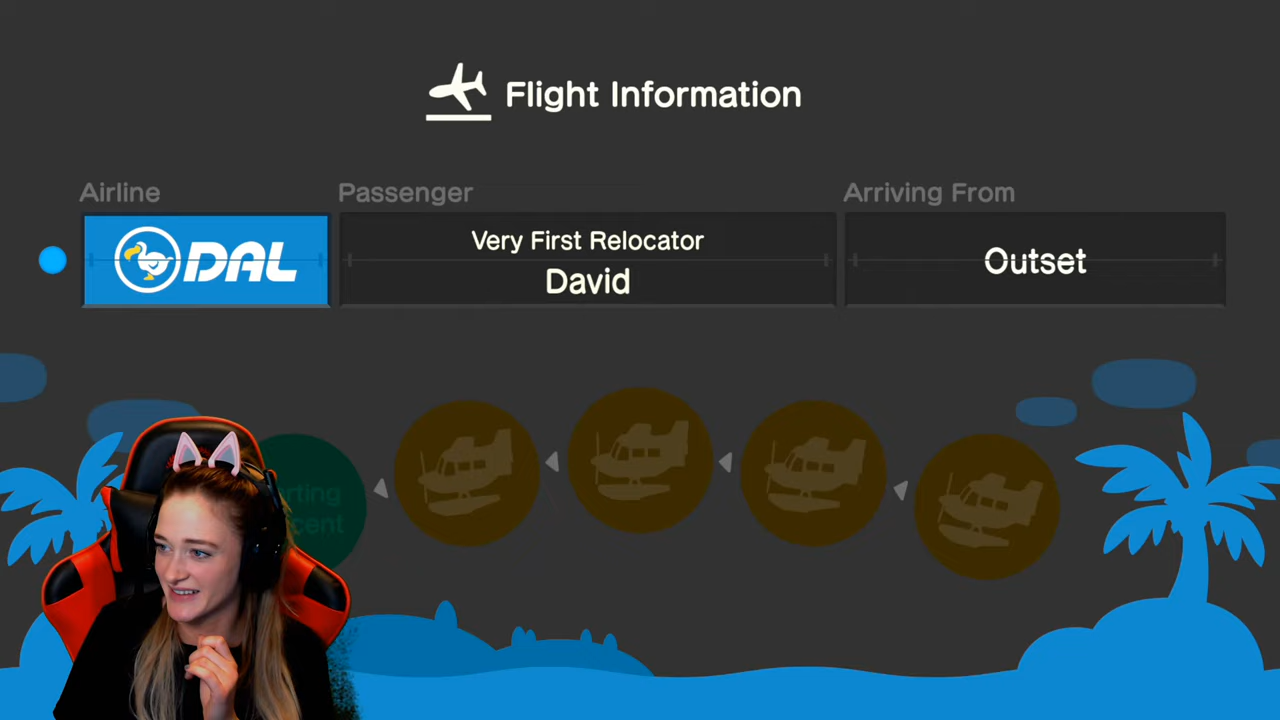 Flight Information
Airline
Passenger
Arriving From
DAL
Very First Relocator
David
Outset